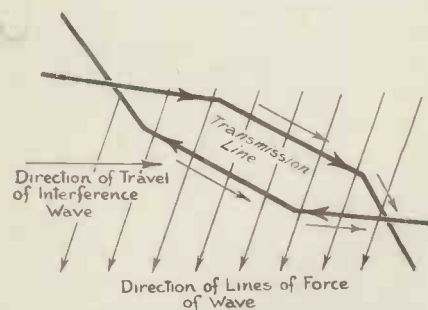 Transmission
Line
Direction of Travel
of Interference
Wave
Direction of Lines of Force
of Wave